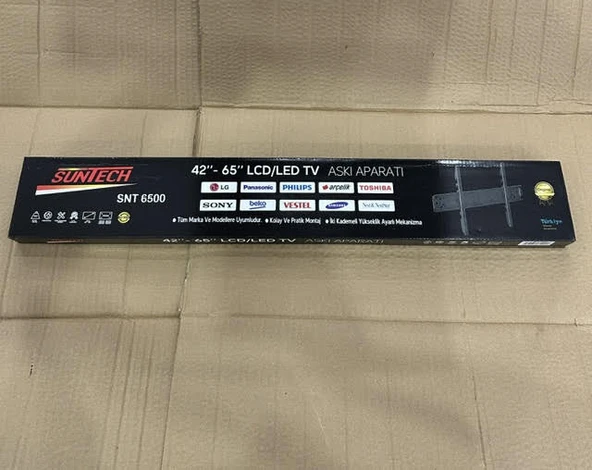 SUNTECH
SNT 6500
42"- 65" LCD/LED TV ASKI APARATI
LG Panasonic PHILIPS arçelik TOSHIBA
SONY beko VESTEL SAMSUNG
• Tüm Marka Ve Modellere Uyumludur. • Kolay Ve Pratik Montaj • İki Kademeli Yükseklik Ayarlı Mekanizma
42"- 65" LCD/LED TV ASKI APARATI